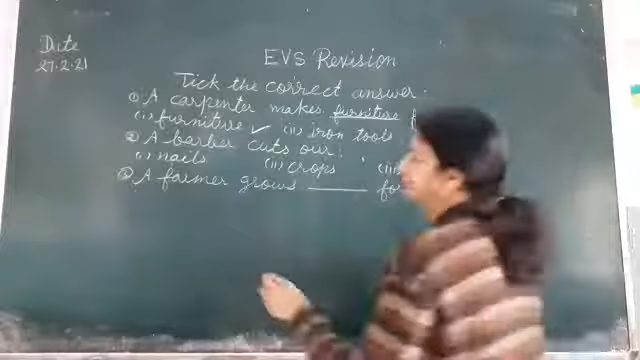 Date
27.2.21
EVS Revision
Tick the correct answer.
① A carpenter makes furniture
(i) furniture ✓ (ii) iron tools
② A barber cuts our:
(i) nails (ii) crops (iii)
③ A farmer grows ______ for